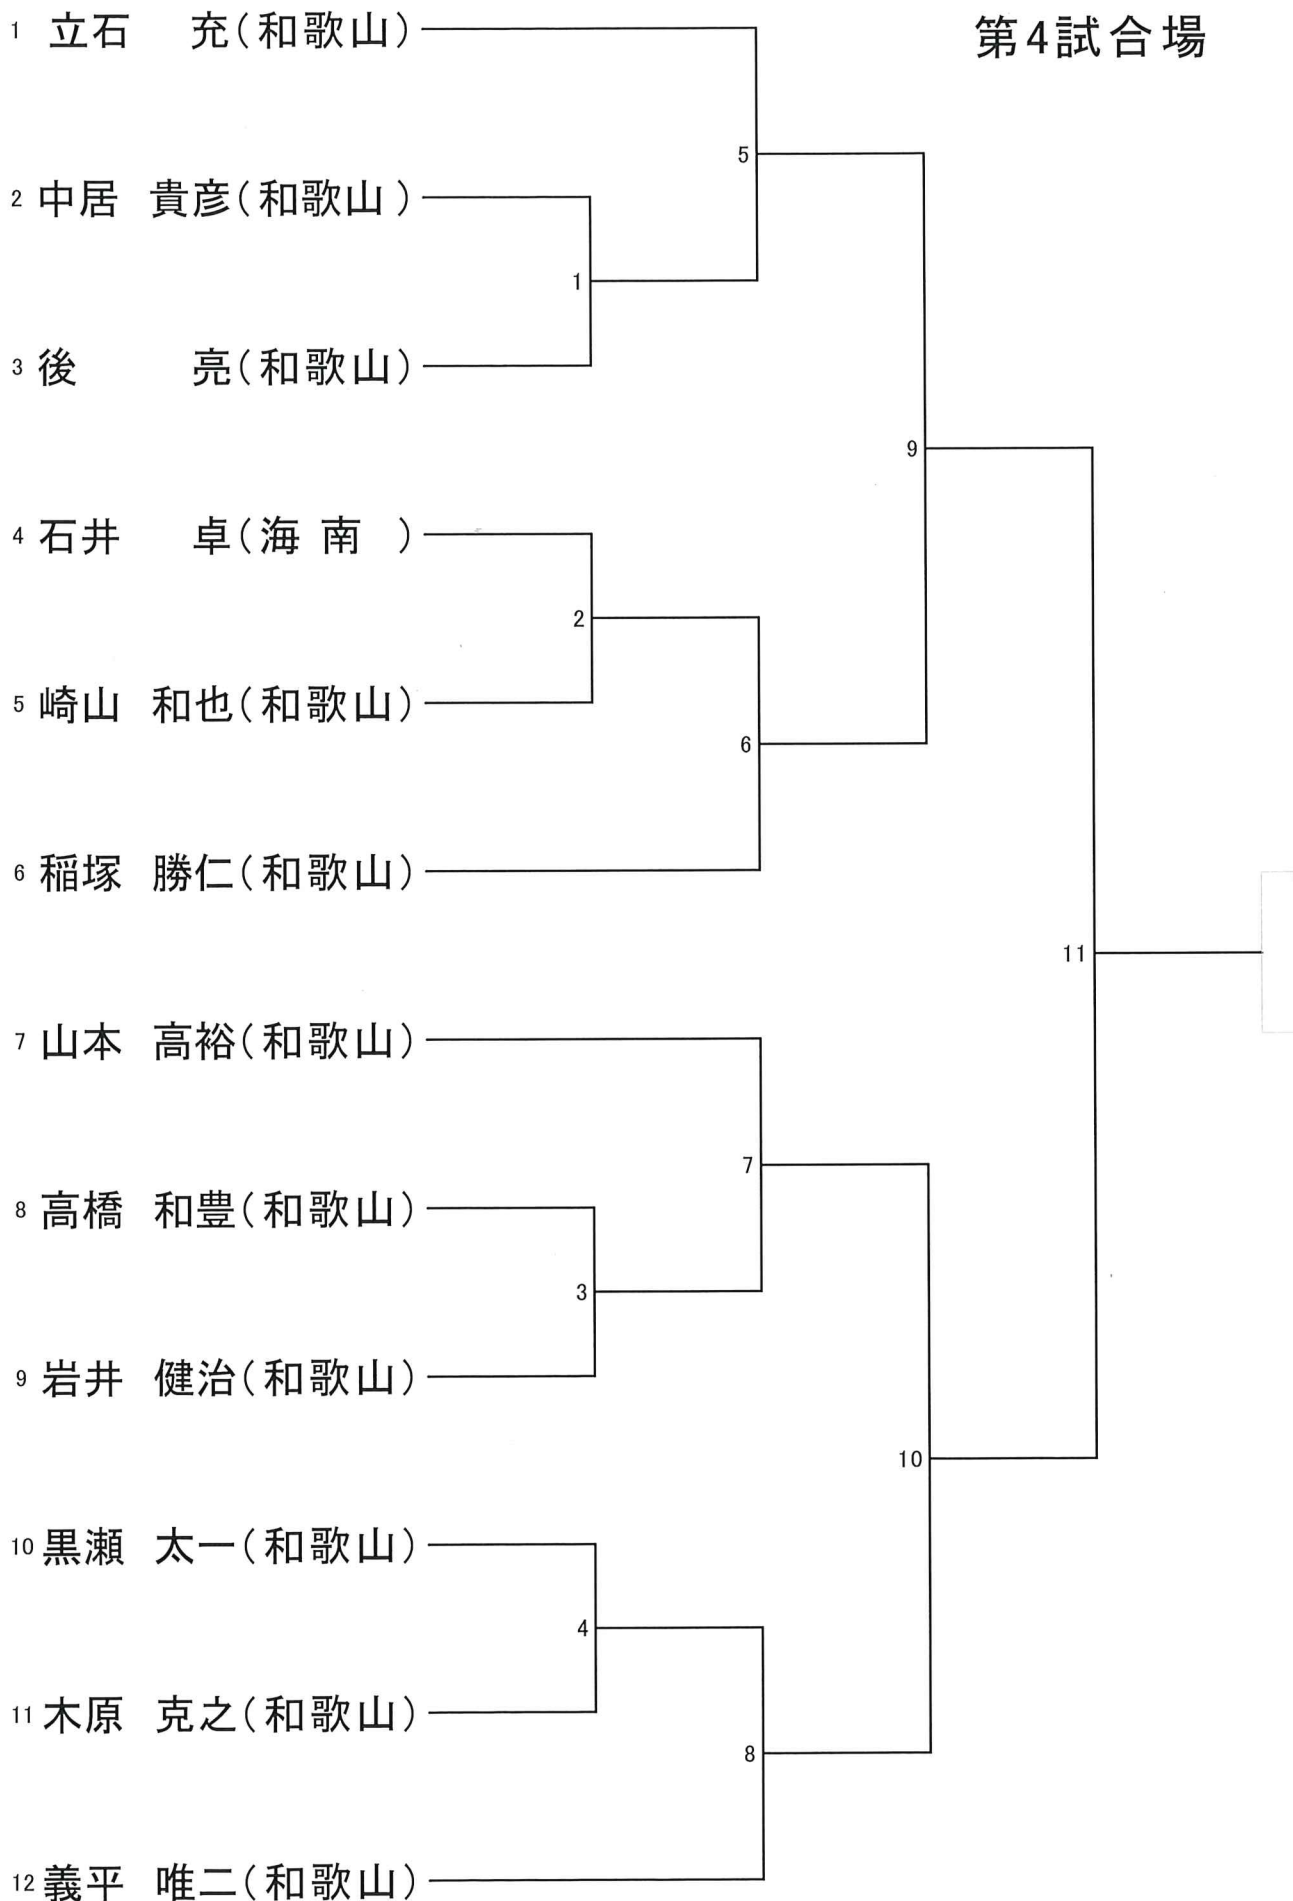 1 立石 充(和歌山)
第4試合場
5
2 中居 貴彦(和歌山)
1
3 後 亮(和歌山)
9
4 石井 卓(海南)
2
5 崎山 和也(和歌山)
6
6 稲塚 勝仁(和歌山)
11
7 山本 高裕(和歌山)
7
8 高橋 和豊(和歌山)
3
9 岩井 健治(和歌山)
10
10 黒瀬 太一(和歌山)
4
11 木原 克之(和歌山)
8
12 義平 唯二(和歌山)